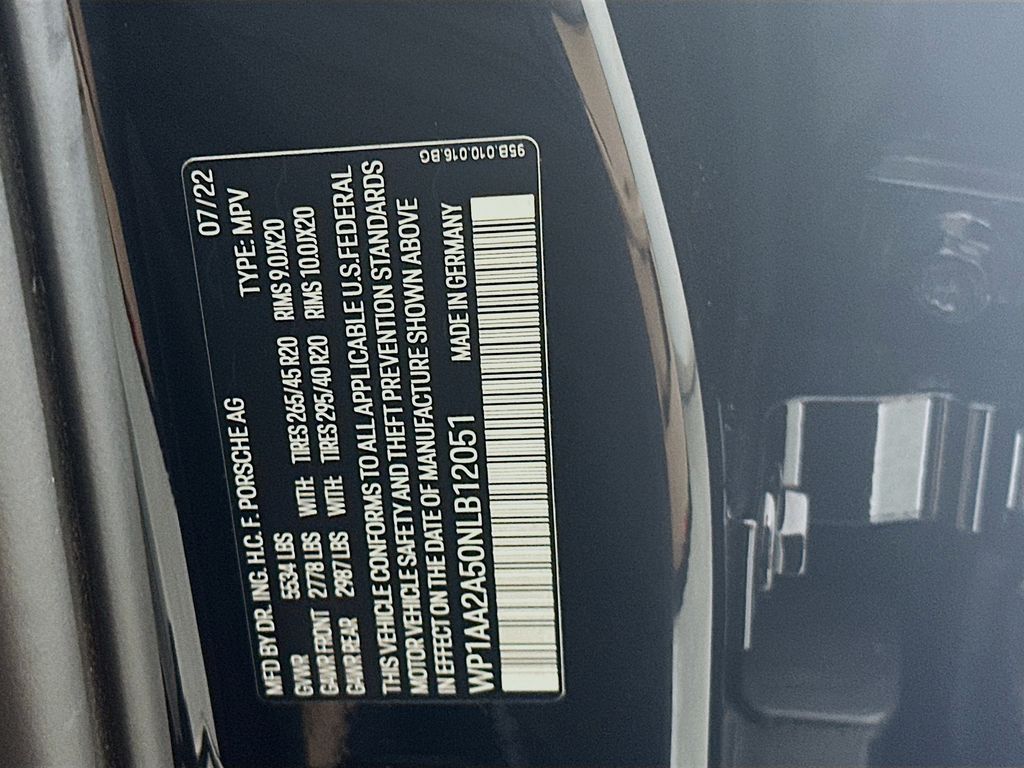 07/22
MFD BY DR. ING. H.C. F. PORSCHE AG TYPE: MPV
GVWR 5534 LBS WITH: TIRES 265/45 R20 RIMS 9.0JX20
GAWR FRONT 2778 LBS WITH: TIRES 295/40 R20 RIMS 10.0JX20
GAWR REAR 2987 LBS
THIS VEHICLE CONFORMS TO ALL APPLICABLE U.S. FEDERAL
MOTOR VEHICLE SAFETY AND THEFT PREVENTION STANDARDS
IN EFFECT ON THE DATE OF MANUFACTURE SHOWN ABOVE
WP1AA2A50NLB12051 MADE IN GERMANY
95B.010.016.BG